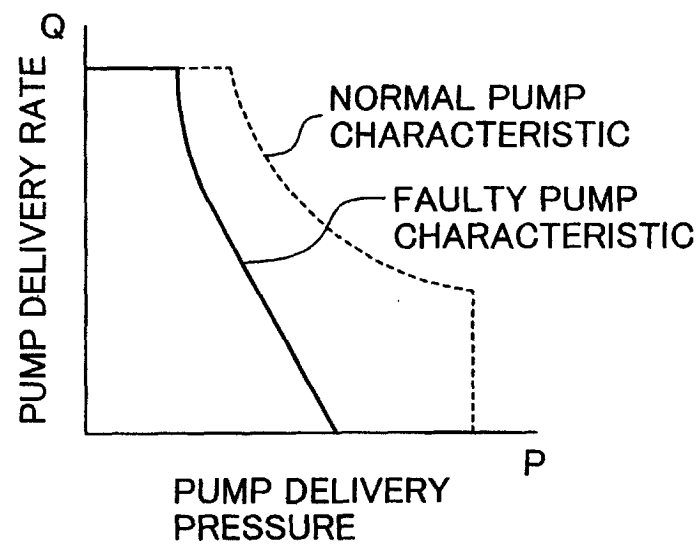 Q
PUMP DELIVERY RATE
NORMAL PUMP
CHARACTERISTIC
FAULTY PUMP
CHARACTERISTIC
P
PUMP DELIVERY
PRESSURE